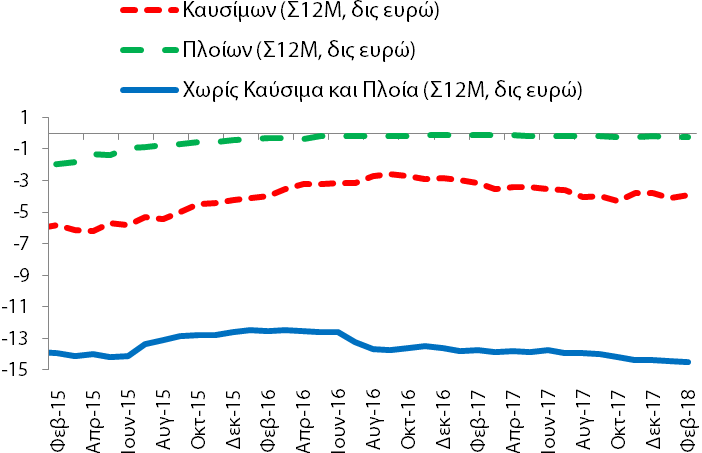 Καυσίμων (Σ12Μ, δις ευρώ)
Πλοίων (Σ12Μ, δις ευρώ)
Χωρίς Καύσιμα και Πλοία (Σ12Μ, δις ευρώ)
1
-1
-3
-5
-7
-9
-11
-13
-15
Φεβ-15
Απρ-15
Ιουν-15
Αυγ-15
Οκτ-15
Δεκ-15
Φεβ-16
Απρ-16
Ιουν-16
Αυγ-16
Οκτ-16
Δεκ-16
Φεβ-17
Απρ-17
Ιουν-17
Αυγ-17
Οκτ-17
Δεκ-17
Φεβ-18